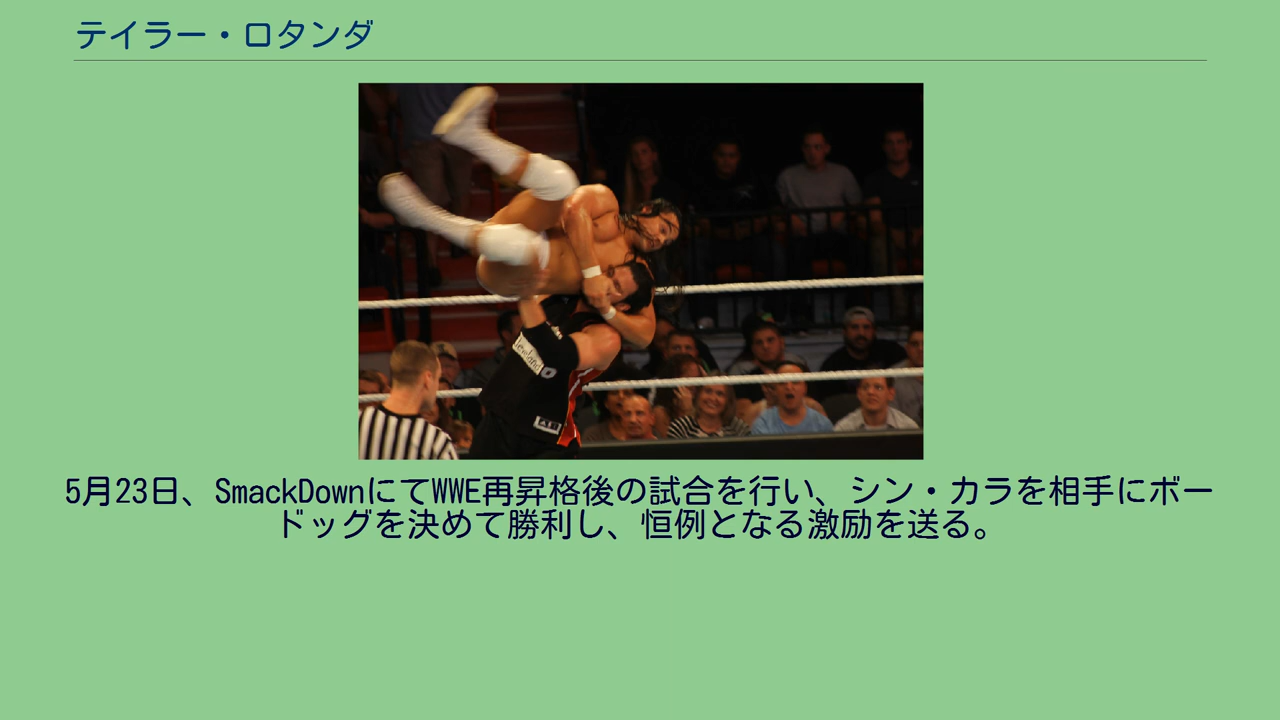 テイラー・ロタンダ
5月23日、SmackDownにてWWE再昇格後の試合を行い、シン・カラを相手にボー
ドッグを決めて勝利し、恒例となる激励を送る。